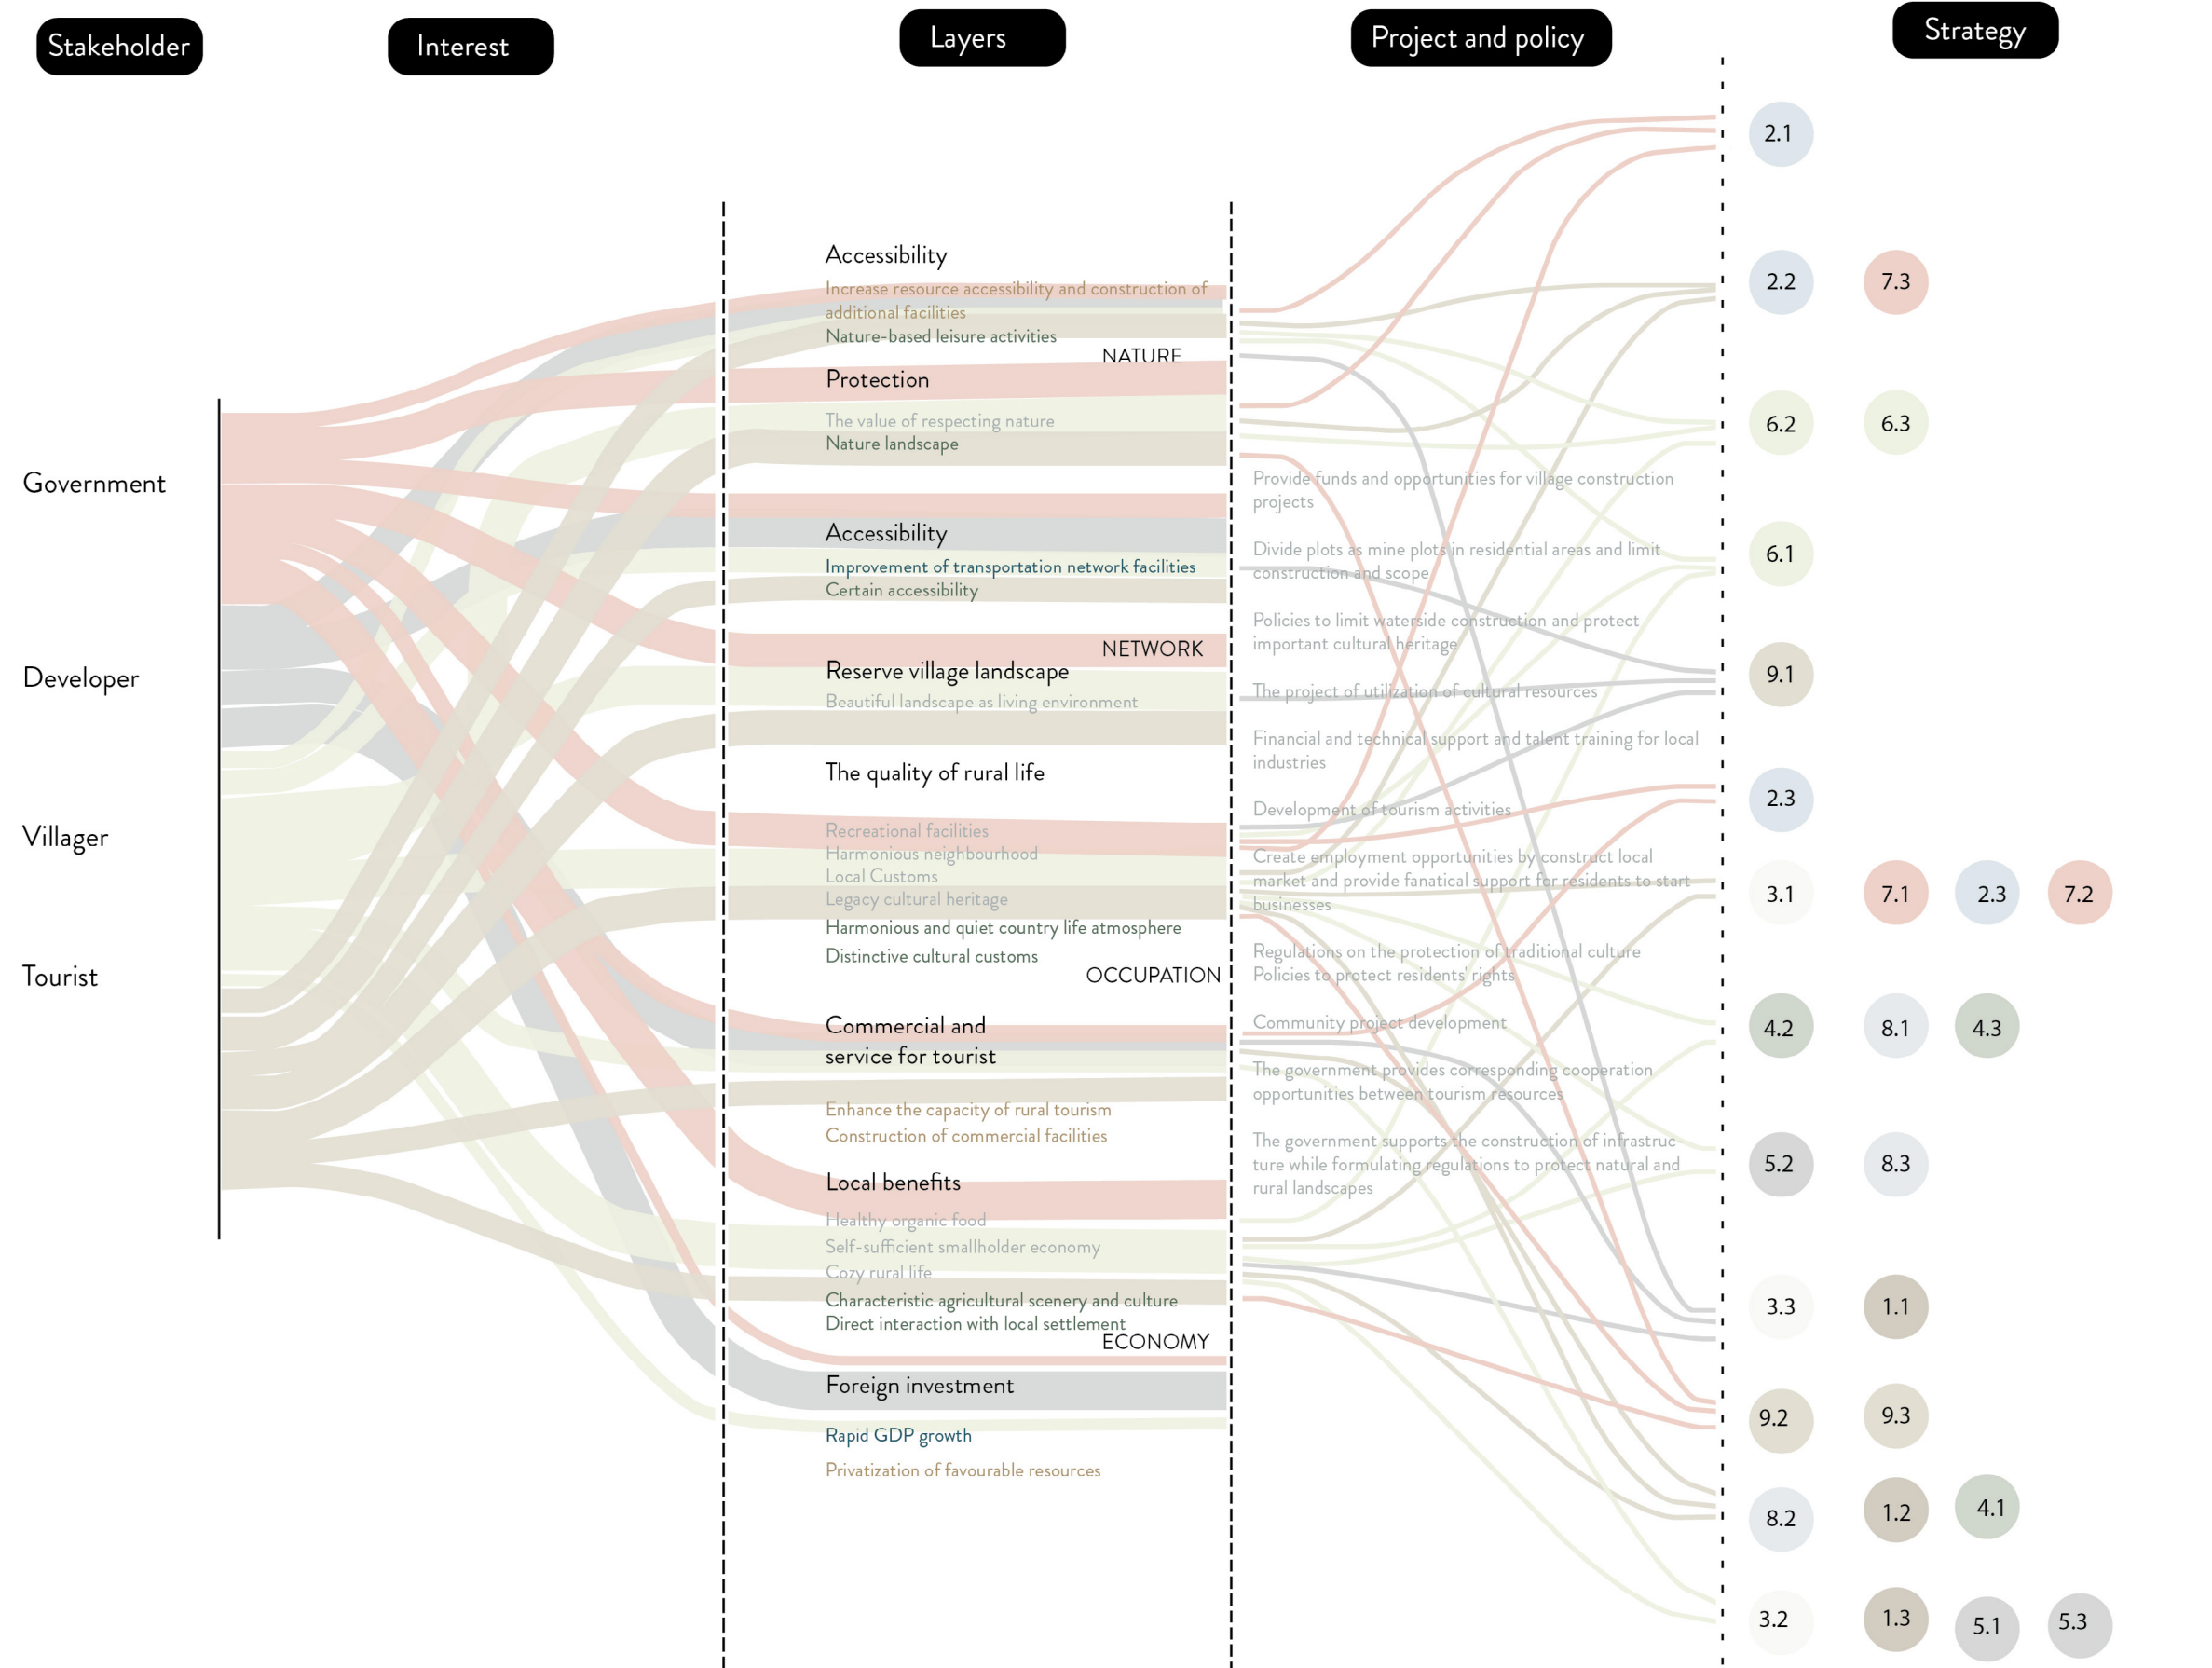 Stakeholder
Interest
Layers
Project and policy
Strategy
Government
Developer
Villager
Tourist
Accessibility
Increase resource accessibility and construction of
additional facilities
Nature-based leisure activities
NATURE
Protection
The value of respecting nature
Nature landscape
Accessibility
Improvement of transportation network facilities
Certain accessibility
NETWORK
Reserve village landscape
Beautiful landscape as living environment
The quality of rural life
Recreational facilities
Harmonious neighbourhood
Local Customs
Legacy cultural heritage
Harmonious and quiet country life atmosphere
Distinctive cultural customs
OCCUPATION
Commercial and
service for tourist
Enhance the capacity of rural tourism
Construction of commercial facilities
Local benefits
Healthy organic food
Self-sufficient smallholder economy
Cozy rural life
Characteristic agricultural scenery and culture
Direct interaction with local settlement
ECONOMY
Foreign investment
Rapid GDP growth
Privatization of favourable resources
Provide funds and opportunities for village construction
projects
Divide plots as mine plots in residential areas and limit
construction and scope
Policies to limit waterside construction and protect
important cultural heritage
The project of utilization of cultural resources
Financial and technical support and talent training for local
industries
Development of tourism activities
Create employment opportunities by construct local
market and provide fanatical support for residents to start
businesses
Regulations on the protection of traditional culture
Policies to protect residents' rights
Community project development
The government provides corresponding cooperation
opportunities between tourism resources
The government supports the construction of infrastruc-
ture while formulating regulations to protect natural and
rural landscapes
2.1
2.2 7.3
6.2 6.3
6.1
9.1
2.3
3.1 7.1 2.3 7.2
4.2 8.1 4.3
5.2 8.3
3.3 1.1
9.2 9.3
8.2 1.2 4.1
3.2 1.3 5.1 5.3